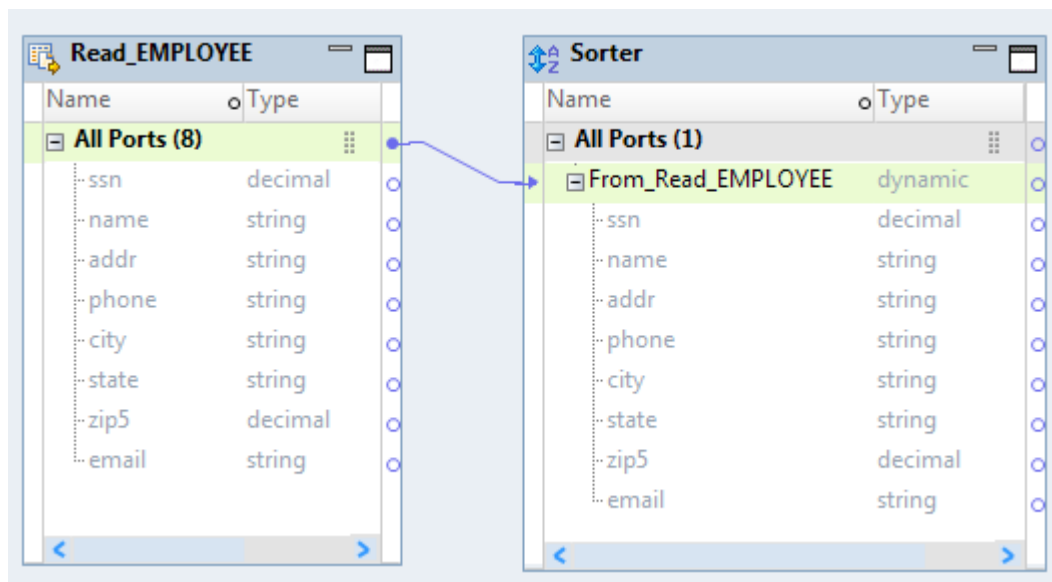 Read_EMPLOYEE
Name Type
All Ports (8)
ssn decimal
name string
addr string
phone string
city string
state string
zip5 decimal
email string
Sorter
Name Type
All Ports (1)
From_Read_EMPLOYEE dynamic
ssn decimal
name string
addr string
phone string
city string
state string
zip5 decimal
email string